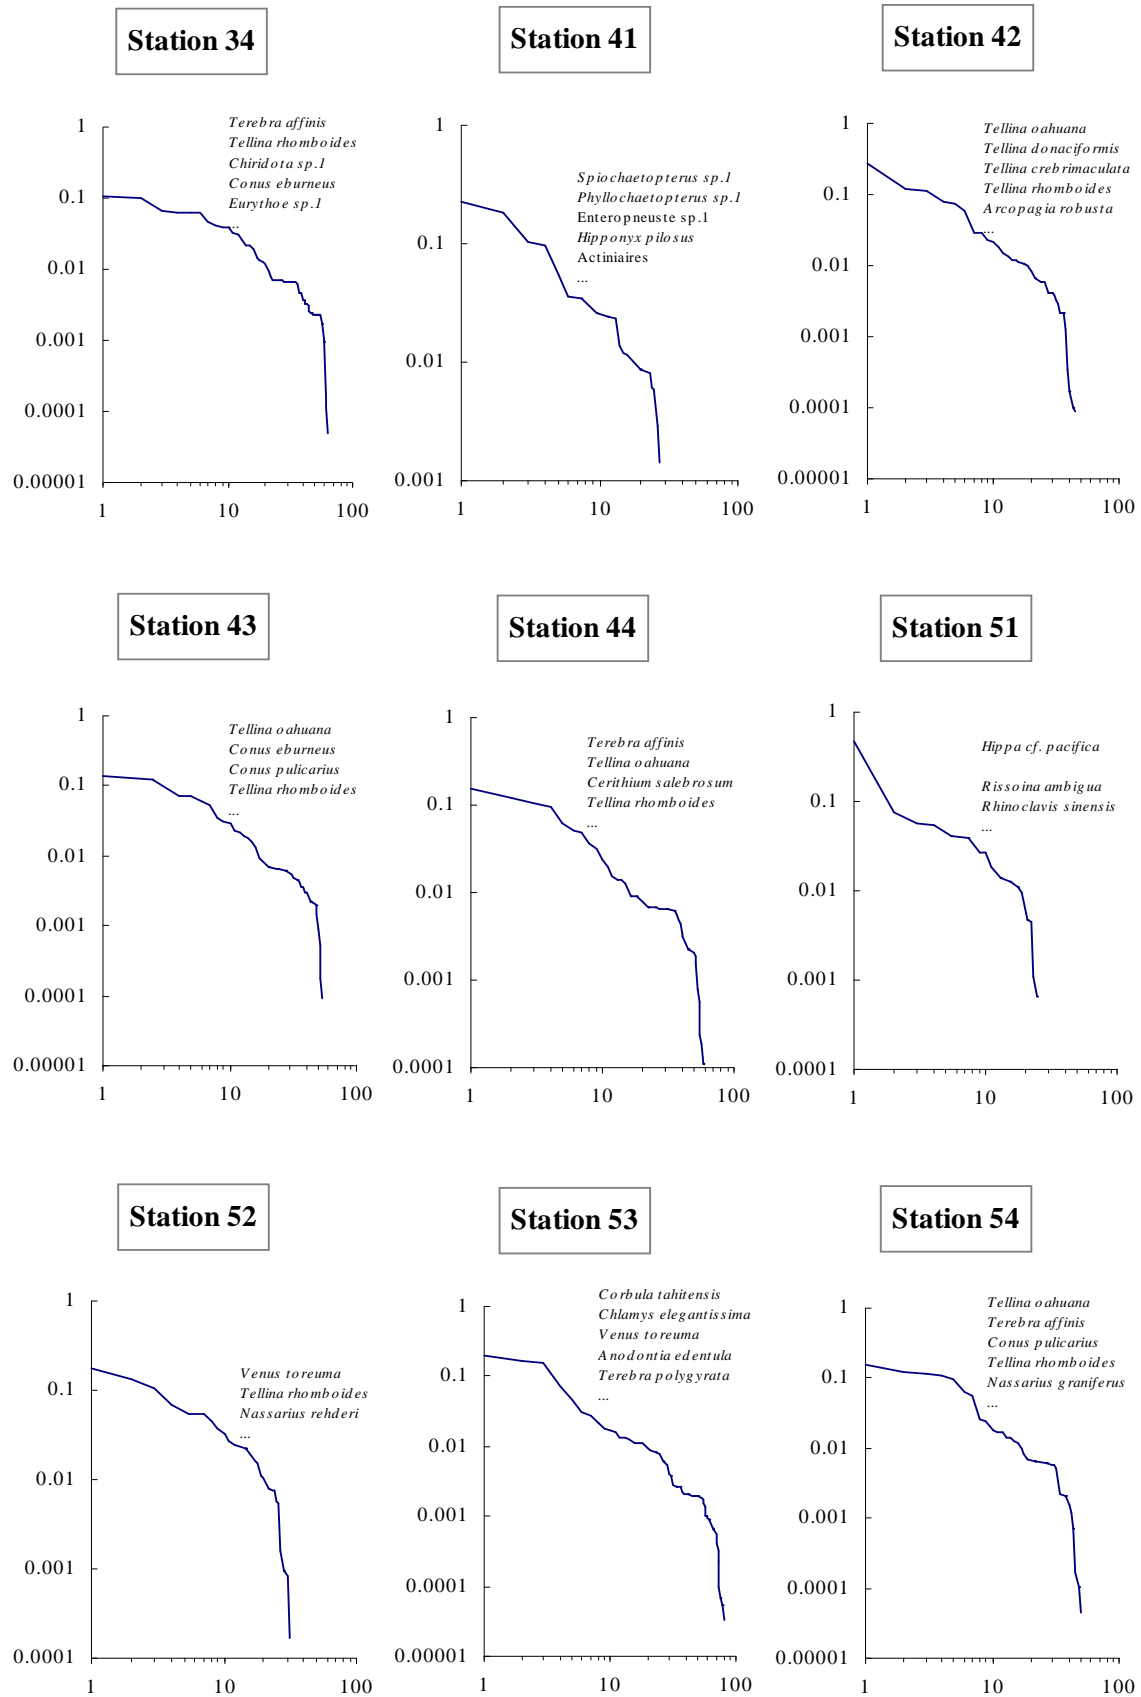 Station 34
Station 41
Station 42
1
0.1
0.01
0.001
0.0001
0.00001
1
10
100
Terebra affinis
Tellina rhomboides
Chiridota sp.1
Conus eburneus
Eurythoe sp.1
...
1
0.1
0.01
0.001
1
10
100
Spiochaetopterus sp.1
Phyllochaetopterus sp.1
Enteropneuste sp.1
Hipponyx pilosus
Actiniaires
...
1
0.1
0.01
0.001
0.0001
0.00001
1
10
100
Tellina oahuana
Tellina donaciformis
Tellina crebrimaculata
Tellina rhomboides
Arcopagia robusta
...
Station 43
Station 44
Station 51
1
0.1
0.01
0.001
0.0001
0.00001
1
10
100
Tellina oahuana
Conus eburneus
Conus pulicarius
Tellina rhomboides
...
1
0.1
0.01
0.001
0.0001
1
10
100
Terebra affinis
Tellina oahuana
Cerithium salebrosum
Tellina rhomboides
...
1
0.1
0.01
0.001
0.0001
1
10
100
Hippa cf. pacifica
Rissoina ambigua
Rhinoclavis sinensis
...
Station 52
Station 53
Station 54
1
0.1
0.01
0.001
0.0001
1
10
100
Venus toreuma
Tellina rhomboides
Nassarius rehderi
...
1
0.1
0.01
0.001
0.0001
0.00001
1
10
100
Corbula tahitensis
Chlamys elegantissima
Venus toreuma
Anodontia edentula
Terebra polygyrata
...
1
0.1
0.01
0.001
0.0001
0.00001
1
10
100
Tellina oahuana
Terebra affinis
Conus pulicarius
Tellina rhomboides
Nassarius graniferus
...